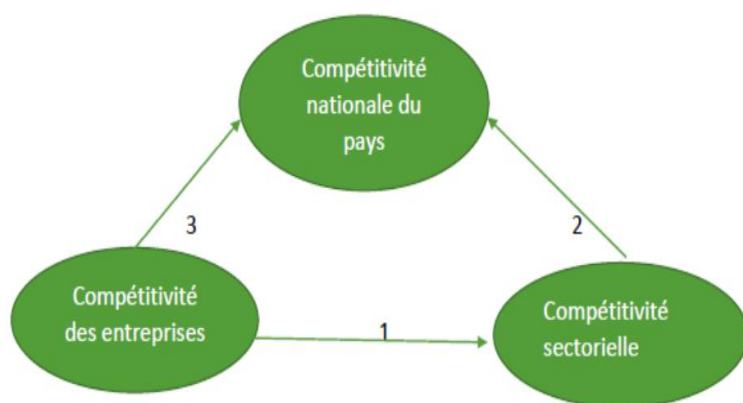 Compétitivité
nationale du
pays
3
2
Compétitivité
des entreprises
1
Compétitivité
sectorielle